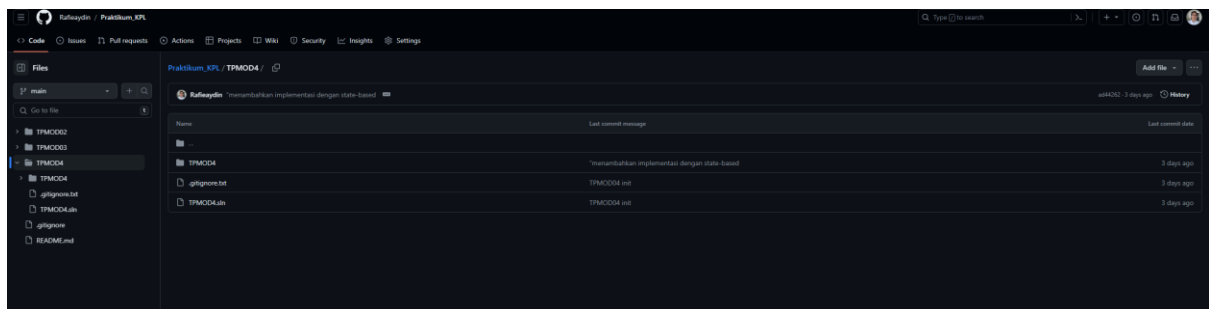 Rafieaydin / Praktikum_KPL
Type / to search
Code Issues Pull requests Actions Projects Wiki Security Insights Settings
Files
Praktikum_KPL / TPMOD4 /
Add file
main
Rafieaydin "menambahkan implementasi dengan state-based
ad44262 · 3 days ago History
Go to file
t
Name Last commit message Last commit date
TPMOD02
..
TPMOD03
TPMOD4 "menambahkan implementasi dengan state-based 3 days ago
TPMOD4
.gitignore.txt TPMOD04 init 3 days ago
TPMOD4
TPMOD4.sln TPMOD04 init 3 days ago
.gitignore.txt
TPMOD4.sln
.gitignore
README.md